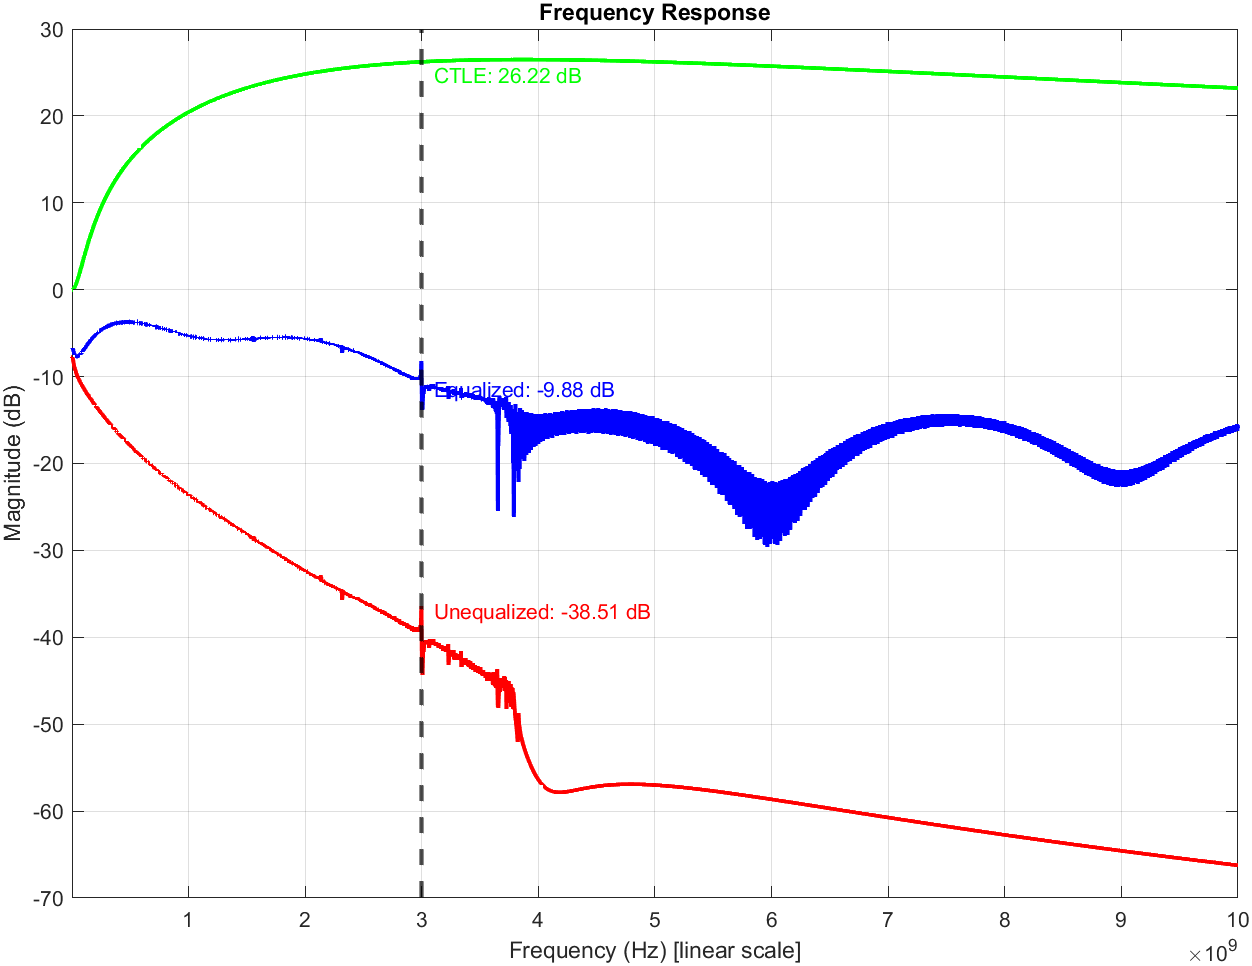 Frequency Response
30
20
10
0
-10
-20
-30
-40
-50
-60
-70
Magnitude (dB)
CTLE: 26.22 dB
Equalized: -9.88 dB
Unequalized: -38.51 dB
1 2 3 4 5 6 7 8 9 10
Frequency (Hz) [linear scale]
×10⁹